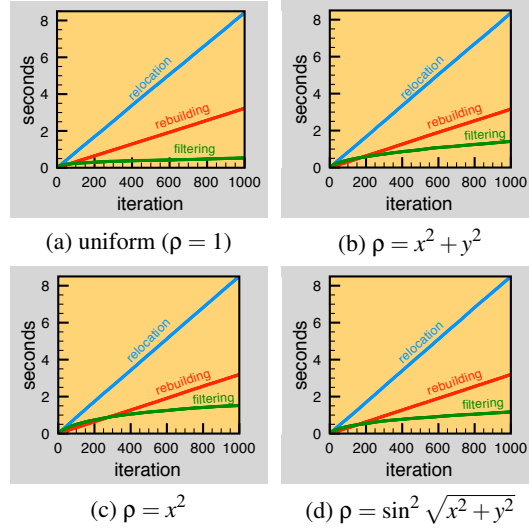 8
6
4
2
0
seconds
relocation
rebuilding
filtering
0 200 400 600 800 1000
iteration
(a) uniform (ρ = 1)
8
6
4
2
0
seconds
relocation
rebuilding
filtering
0 200 400 600 800 1000
iteration
(b) ρ = x² + y²
8
6
4
2
0
seconds
relocation
rebuilding
filtering
0 200 400 600 800 1000
iteration
(c) ρ = x²
8
6
4
2
0
seconds
relocation
rebuilding
filtering
0 200 400 600 800 1000
iteration
(d) ρ = sin² √(x² + y²)